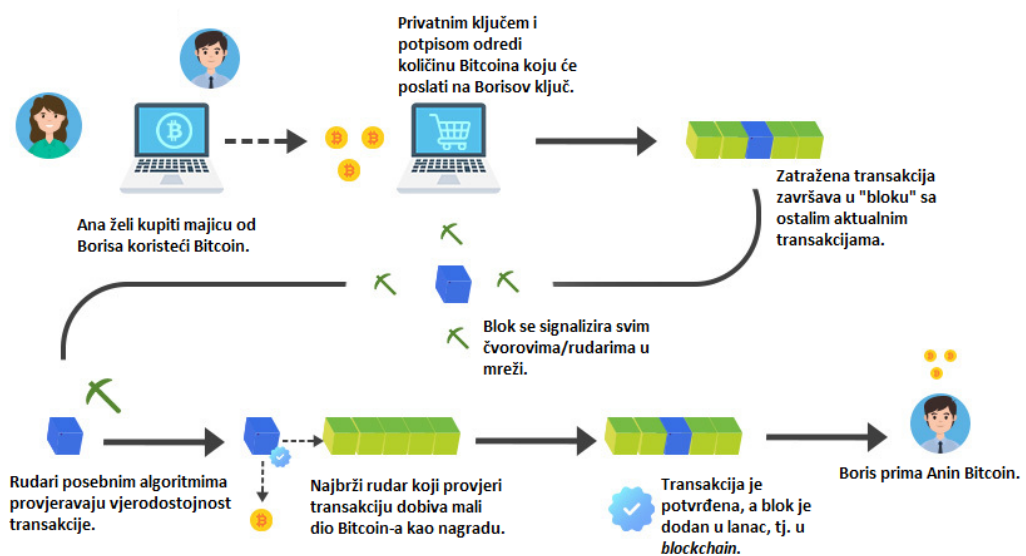 Privatnim ključem i
potpisom odredi
količinu Bitcoina koju će
poslati na Borisov ključ.
Ana želi kupiti majicu od
Borisa koristeći Bitcoin.
Zatražena transakcija
završava u "bloku" sa
ostalim aktualnim
transakcijama.
Blok se signalizira svim
čvorovima/rudarima u
mreži.
Rudari posebnim algoritmima
provjeravaju vjerodostojnost
transakcije.
Najbrži rudar koji provjeri
transakciju dobiva mali
dio Bitcoin-a kao nagradu.
Transakcija je
potvrđena, a blok je
dodan u lanac, tj. u
blockchain.
Boris prima Anin Bitcoin.